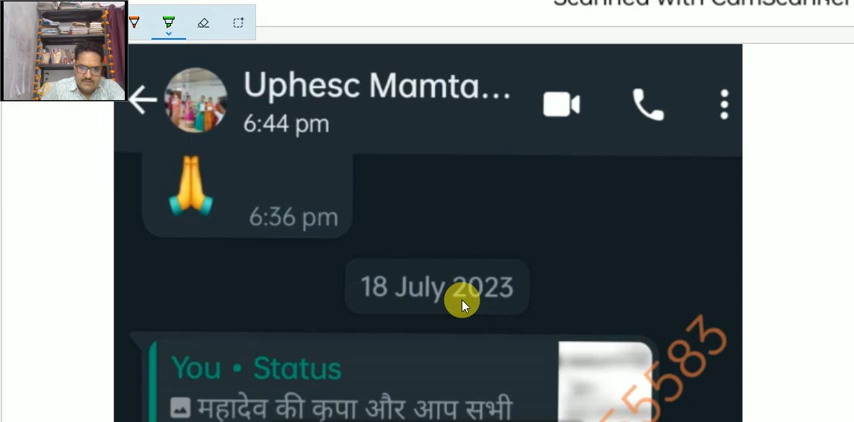 Scanned with CamScanner
Uphesc Mamta...
6:44 pm
6:36 pm
18 July 2023
You • Status
महादेव की कृपा और आप सभी
55583